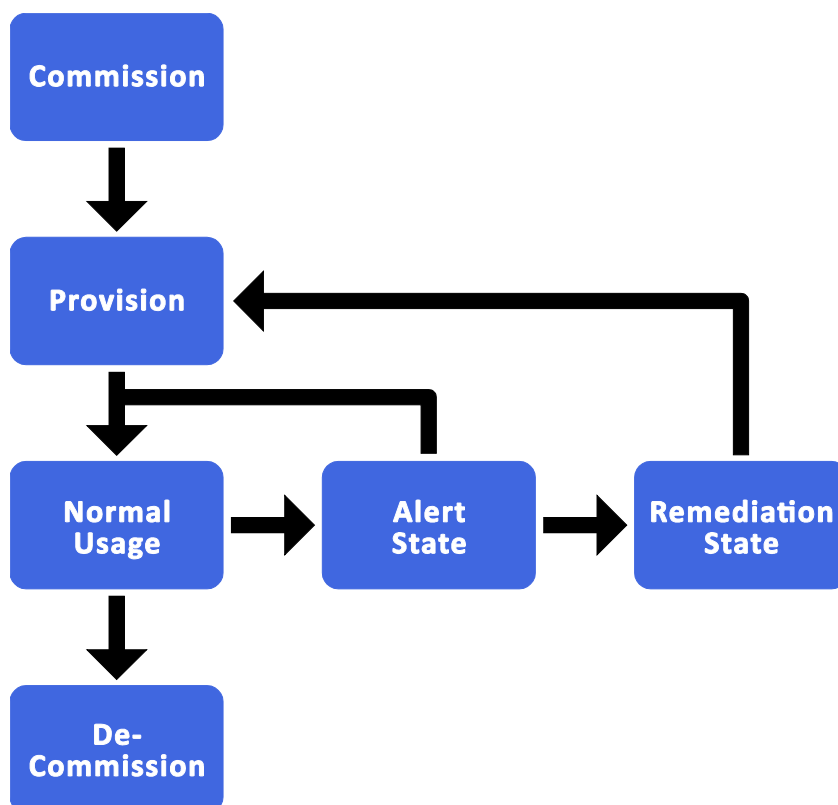 Commission
Provision
Normal
Usage
Alert
State
Remediation
State
De-
Commission